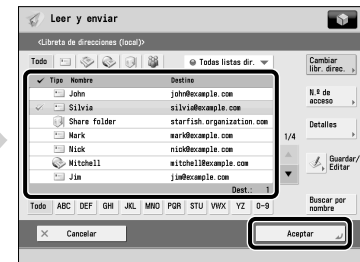 Leer y enviar
<Libreta de direcciones (local)>
Todo
Todas listas dir.
Cambiar
libr. direc.
Tipo Nombre Destino
John john@example.com
Silvia silvia@example.com
Share folder starfish.organization.com
Mark mark@example.com
Nick nick@example.com
Mitchell mitchell@example.com
Jim jim@example.com
N.º de
acceso
Detalles
1/4
Guardar/
Editar
Dest.: 1
Todo ABC DEF GHI JKL MNO PQR STU VWX YZ 0-9
Buscar por
nombre
Cancelar
Aceptar